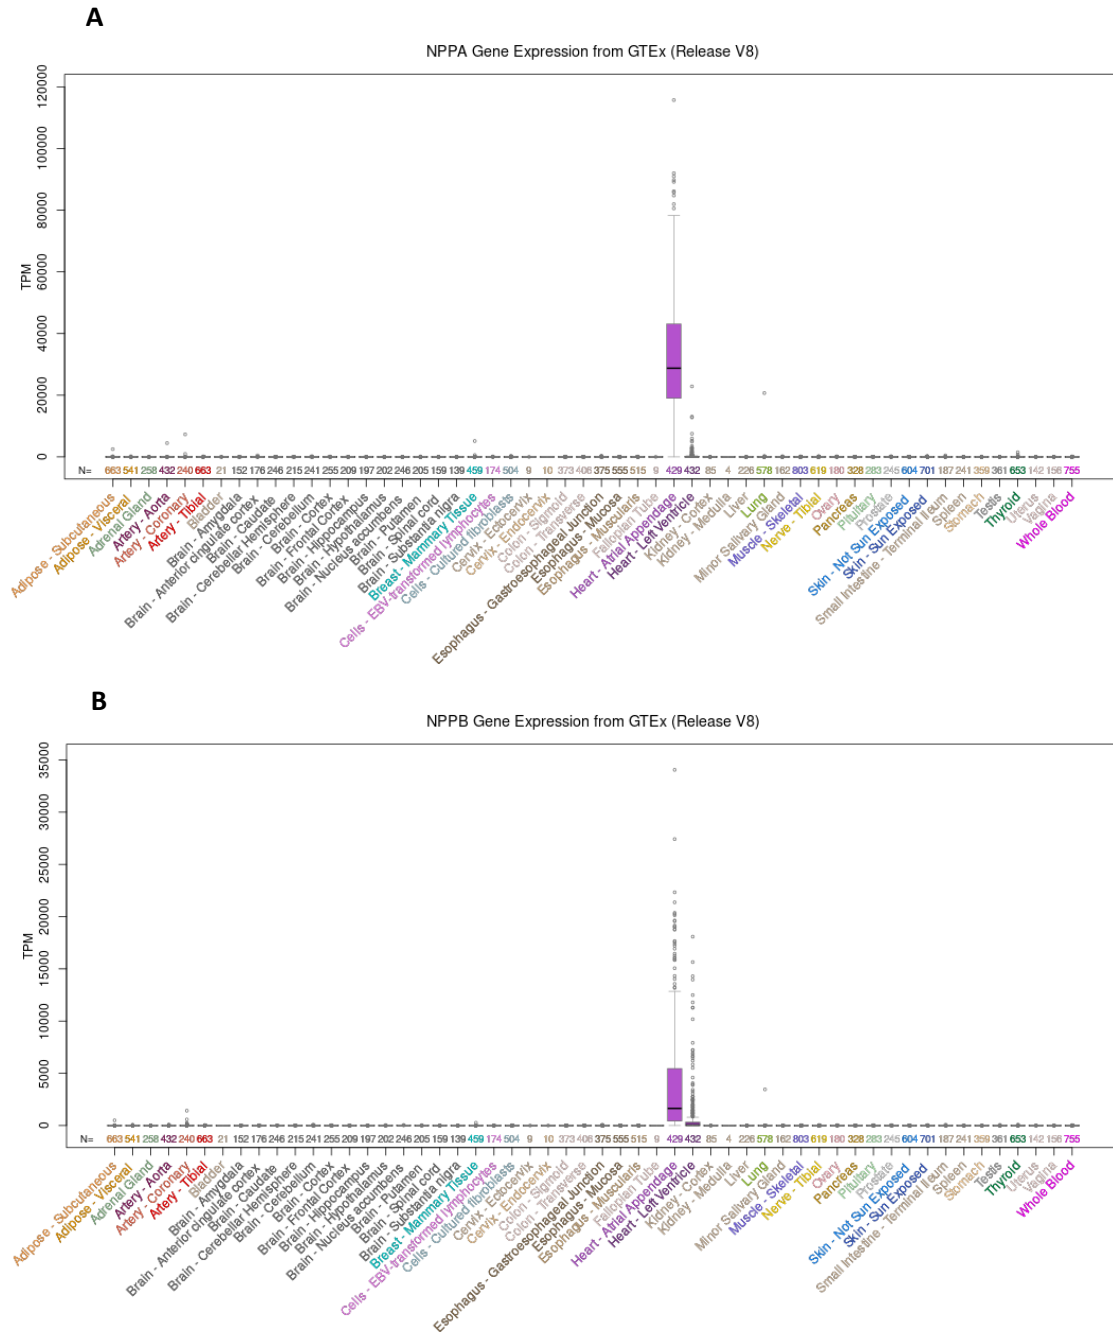 A
NPPA Gene Expression from GTEx (Release V8)
TPM
120000
100000
80000
60000
40000
20000
0
N= 663 541 258 432 240 663 21 152 176 246 215 241 255 209 197 202 246 205 159 139 459 174 504 9 10 373 406 375 555 515 9 429 432 85 4 226 578 162 803 619 180 328 283 245 604 701 187 241 359 361 653 142 156 755
Adipose - Subcutaneous
Adipose - Visceral
Adrenal Gland
Artery - Aorta
Artery - Coronary
Artery - Tibial
Bladder
Brain - Amygdala
Brain - Anterior cingulate cortex
Brain - Caudate
Brain - Cerebellar Hemisphere
Brain - Cerebellum
Brain - Cortex
Brain - Frontal Cortex
Brain - Hippocampus
Brain - Hypothalamus
Brain - Nucleus accumbens
Brain - Putamen
Brain - Spinal cord
Brain - Substantia nigra
Breast - Mammary Tissue
Cells - EBV-transformed lymphocytes
Cells - Cultured fibroblasts
Cervix - Ectocervix
Cervix - Endocervix
Colon - Sigmoid
Colon - Transverse
Esophagus - Gastroesophageal Junction
Esophagus - Mucosa
Esophagus - Muscularis
Fallopian Tube
Heart - Atrial Appendage
Heart - Left Ventricle
Kidney - Cortex
Kidney - Medulla
Liver
Lung
Minor Salivary Gland
Muscle - Skeletal
Nerve - Tibial
Ovary
Pancreas
Pituitary
Prostate
Skin - Not Sun Exposed
Skin - Sun Exposed
Small Intestine - Terminal Ileum
Spleen
Stomach
Testis
Thyroid
Uterus
Vagina
Whole Blood
B
NPPB Gene Expression from GTEx (Release V8)
TPM
35000
30000
25000
20000
15000
10000
5000
0
N= 663 541 258 432 240 663 21 152 176 246 215 241 255 209 197 202 246 205 159 139 459 174 504 9 10 373 406 375 555 515 9 429 432 85 4 226 578 162 803 619 180 328 283 245 604 701 187 241 359 361 653 142 156 755
Adipose - Subcutaneous
Adipose - Visceral
Adrenal Gland
Artery - Aorta
Artery - Coronary
Artery - Tibial
Bladder
Brain - Amygdala
Brain - Anterior cingulate cortex
Brain - Caudate
Brain - Cerebellar Hemisphere
Brain - Cerebellum
Brain - Cortex
Brain - Frontal Cortex
Brain - Hippocampus
Brain - Hypothalamus
Brain - Nucleus accumbens
Brain - Putamen
Brain - Spinal cord
Brain - Substantia nigra
Breast - Mammary Tissue
Cells - EBV-transformed lymphocytes
Cells - Cultured fibroblasts
Cervix - Ectocervix
Cervix - Endocervix
Colon - Sigmoid
Colon - Transverse
Esophagus - Gastroesophageal Junction
Esophagus - Mucosa
Esophagus - Muscularis
Fallopian Tube
Heart - Atrial Appendage
Heart - Left Ventricle
Kidney - Cortex
Kidney - Medulla
Liver
Lung
Minor Salivary Gland
Muscle - Skeletal
Nerve - Tibial
Ovary
Pancreas
Pituitary
Prostate
Skin - Not Sun Exposed
Skin - Sun Exposed
Small Intestine - Terminal Ileum
Spleen
Stomach
Testis
Thyroid
Uterus
Vagina
Whole Blood